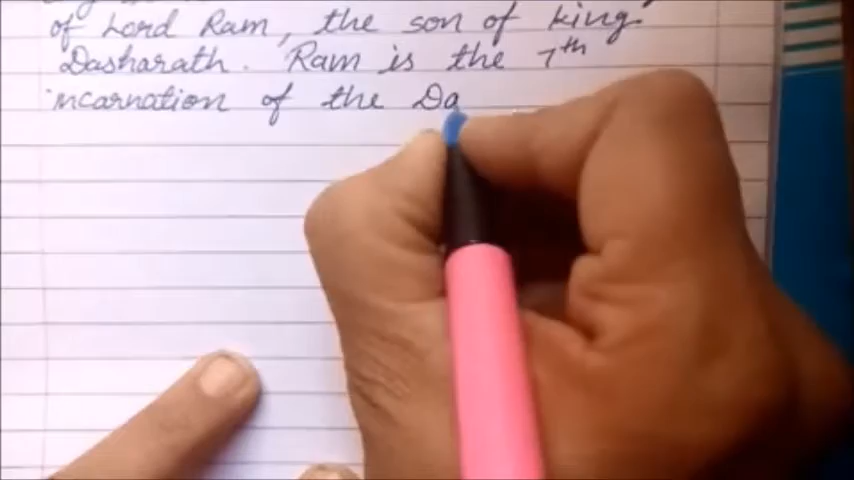 of Lord Ram, the son of king
Dasharath. Ram is the 7th
incarnation of the Da